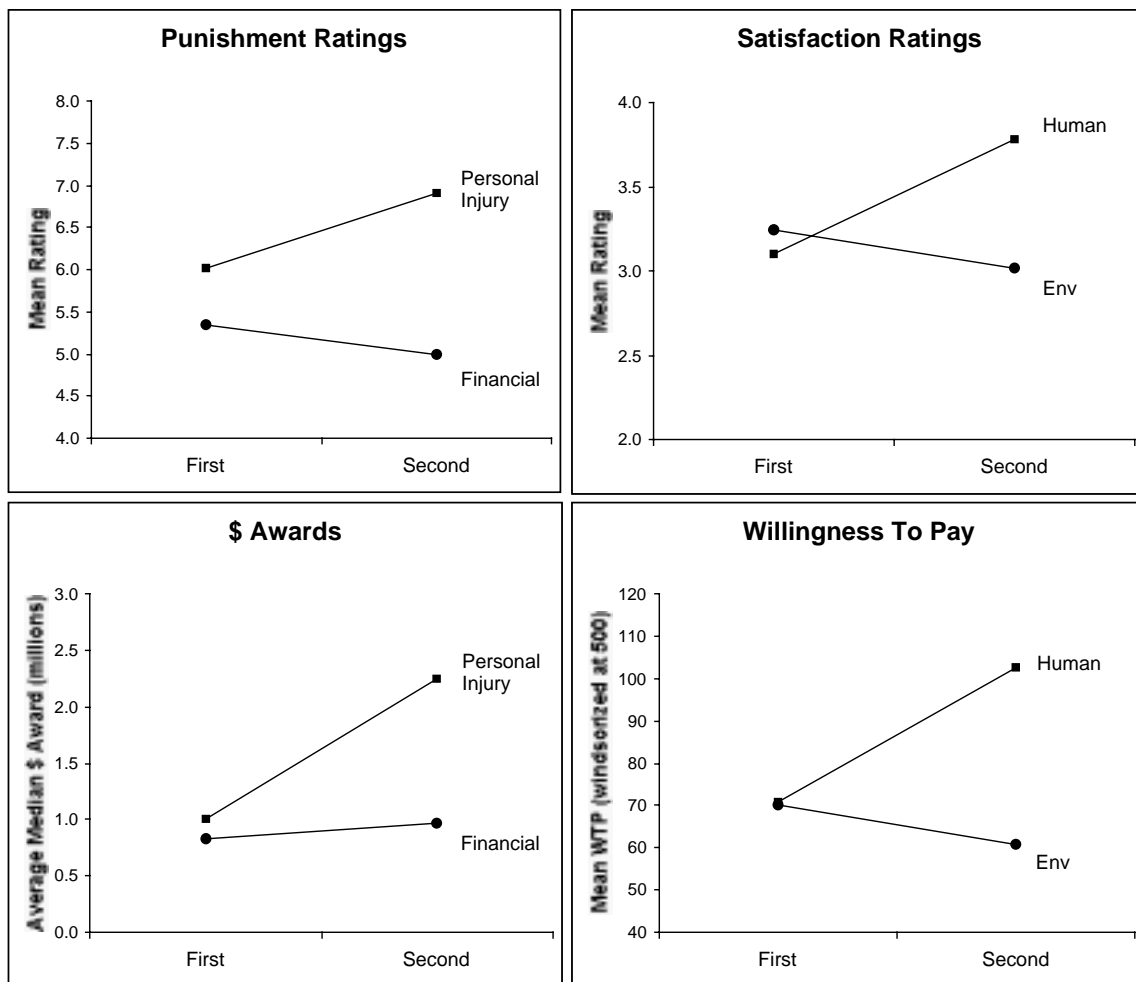 Punishment Ratings
Mean Rating
8.0
7.5
7.0
6.5
6.0
5.5
5.0
4.5
4.0
Personal
Injury
Financial
First
Second
Satisfaction Ratings
Mean Rating
4.0
3.5
3.0
2.5
2.0
Human
Env
First
Second
$ Awards
Average Median $ Award (millions)
3.0
2.5
2.0
1.5
1.0
0.5
0.0
Personal
Injury
Financial
First
Second
Willingness To Pay
Mean WTP (windsorized at 500)
120
110
100
90
80
70
60
50
40
Human
Env
First
Second